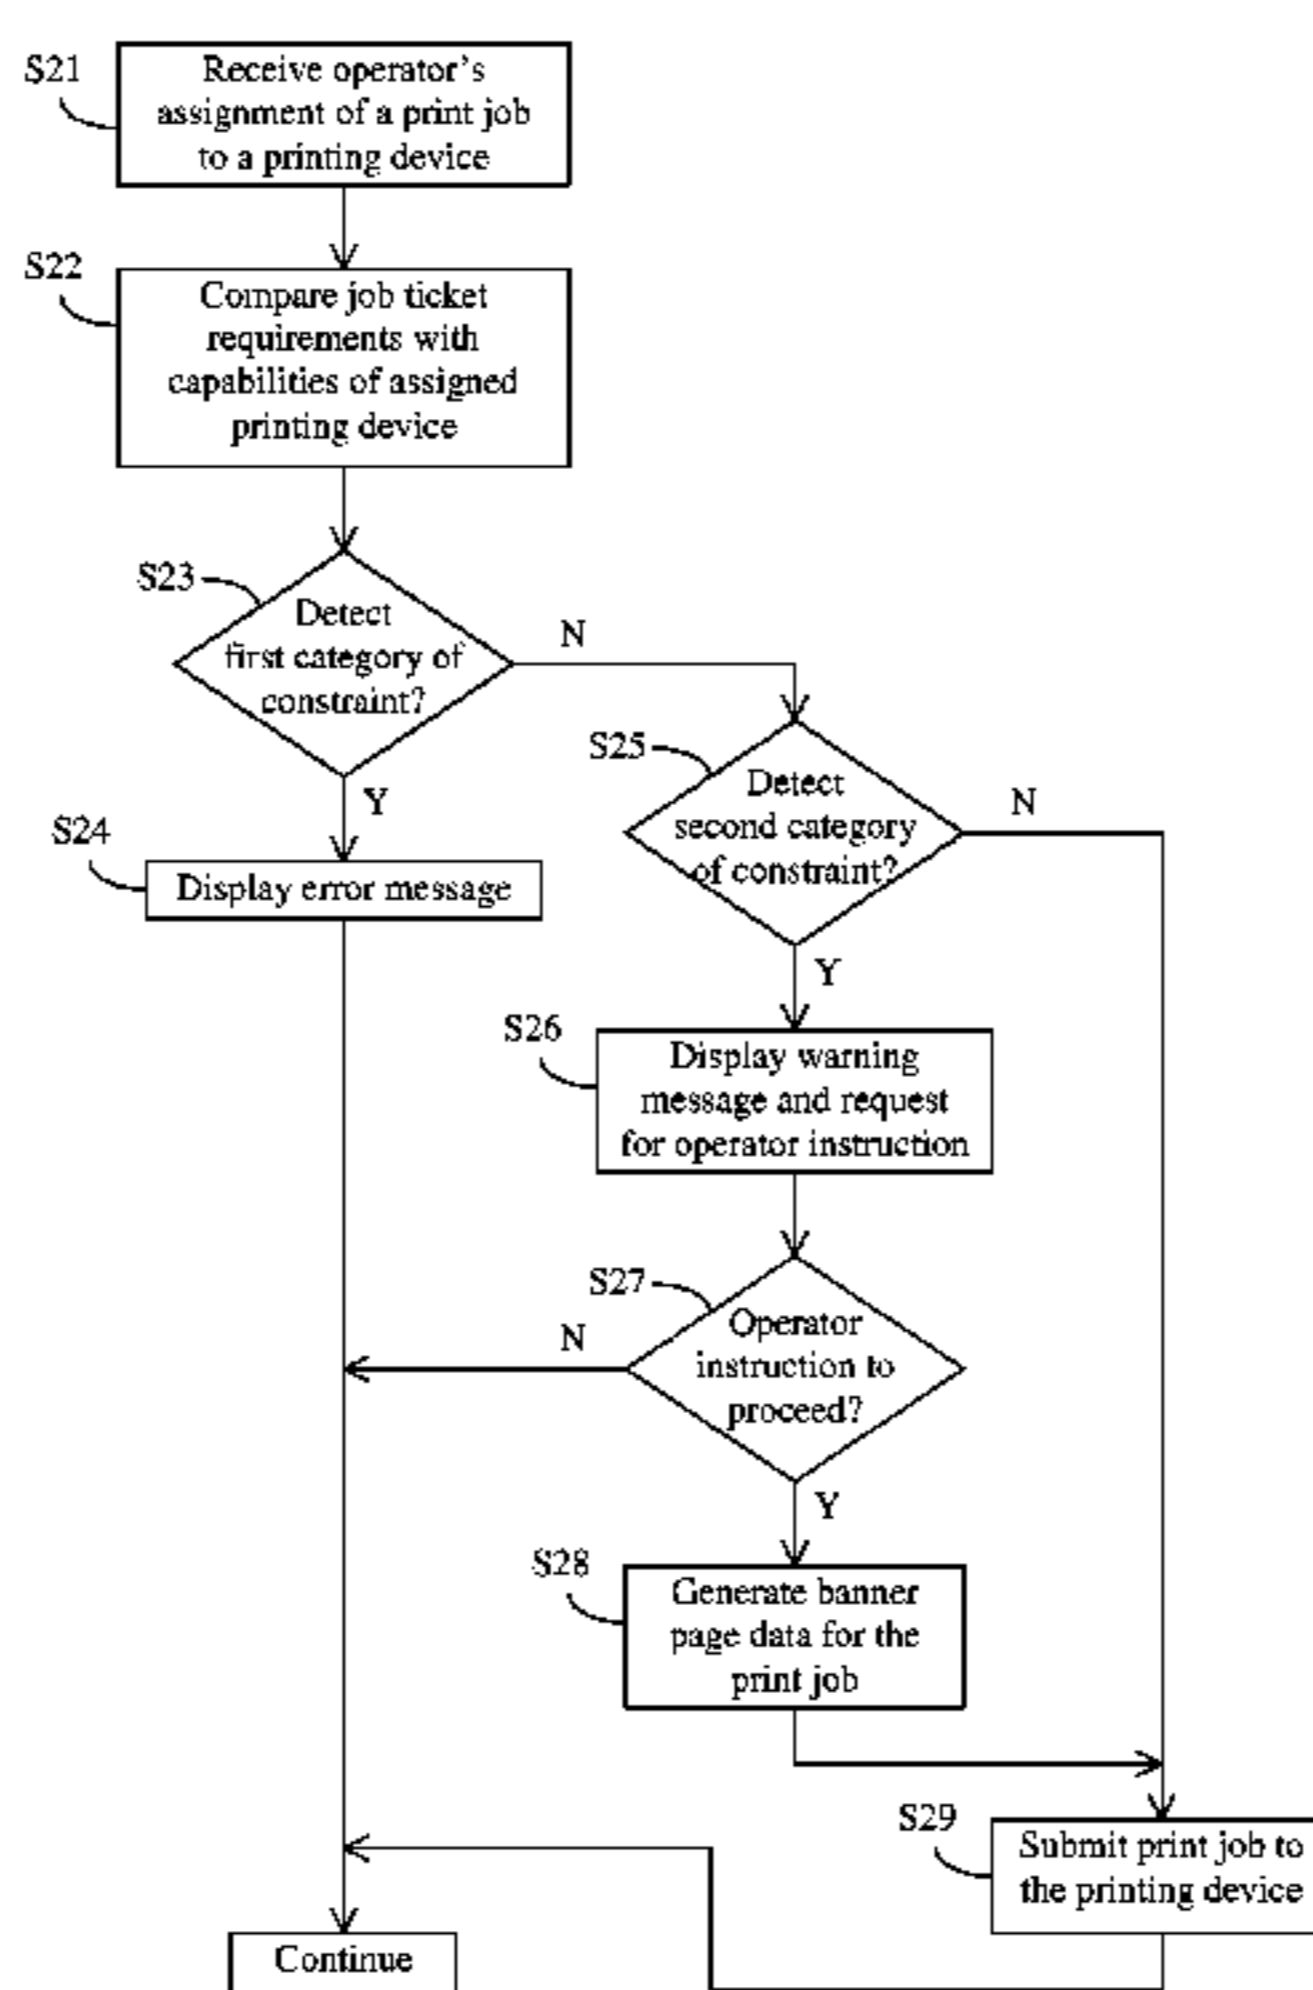 S21
Receive operator's
assignment of a print job
to a printing device
S22
Compare job ticket
requirements with
capabilities of assigned
printing device
S23
Detect
first category of
constraint?
N
Y
S24
Display error message
S25
Detect
second category
of constraint?
N
Y
S26
Display warning
message and request
for operator instruction
S27
Operator
instruction to
proceed?
N
Y
S28
Generate banner
page data for the
print job
S29
Submit print job to
the printing device
Continue